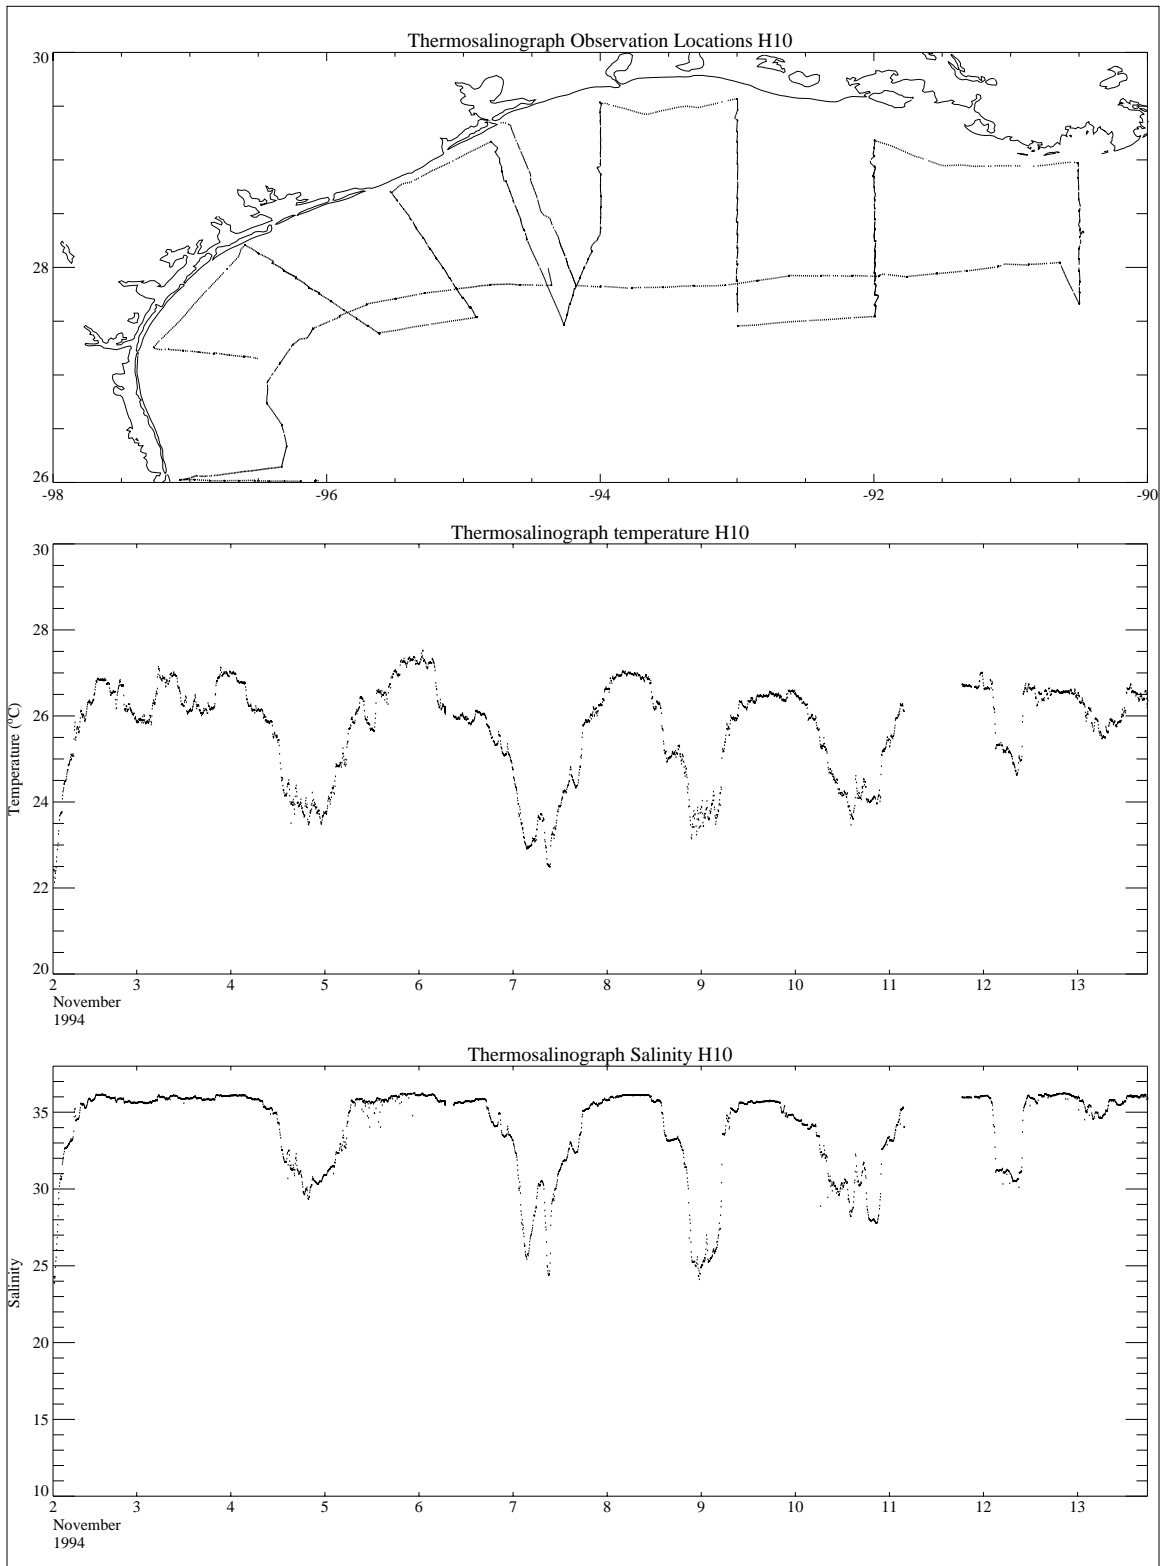 Thermosalinograph Observation Locations H10
30
28
26
-98
-96
-94
-92
-90
Thermosalinograph temperature H10
30
28
26
24
22
20
Temperature (°C)
2 3 4 5 6 7 8 9 10 11 12 13
November
1994
Thermosalinograph Salinity H10
35
30
25
20
15
10
Salinity
2 3 4 5 6 7 8 9 10 11 12 13
November
1994